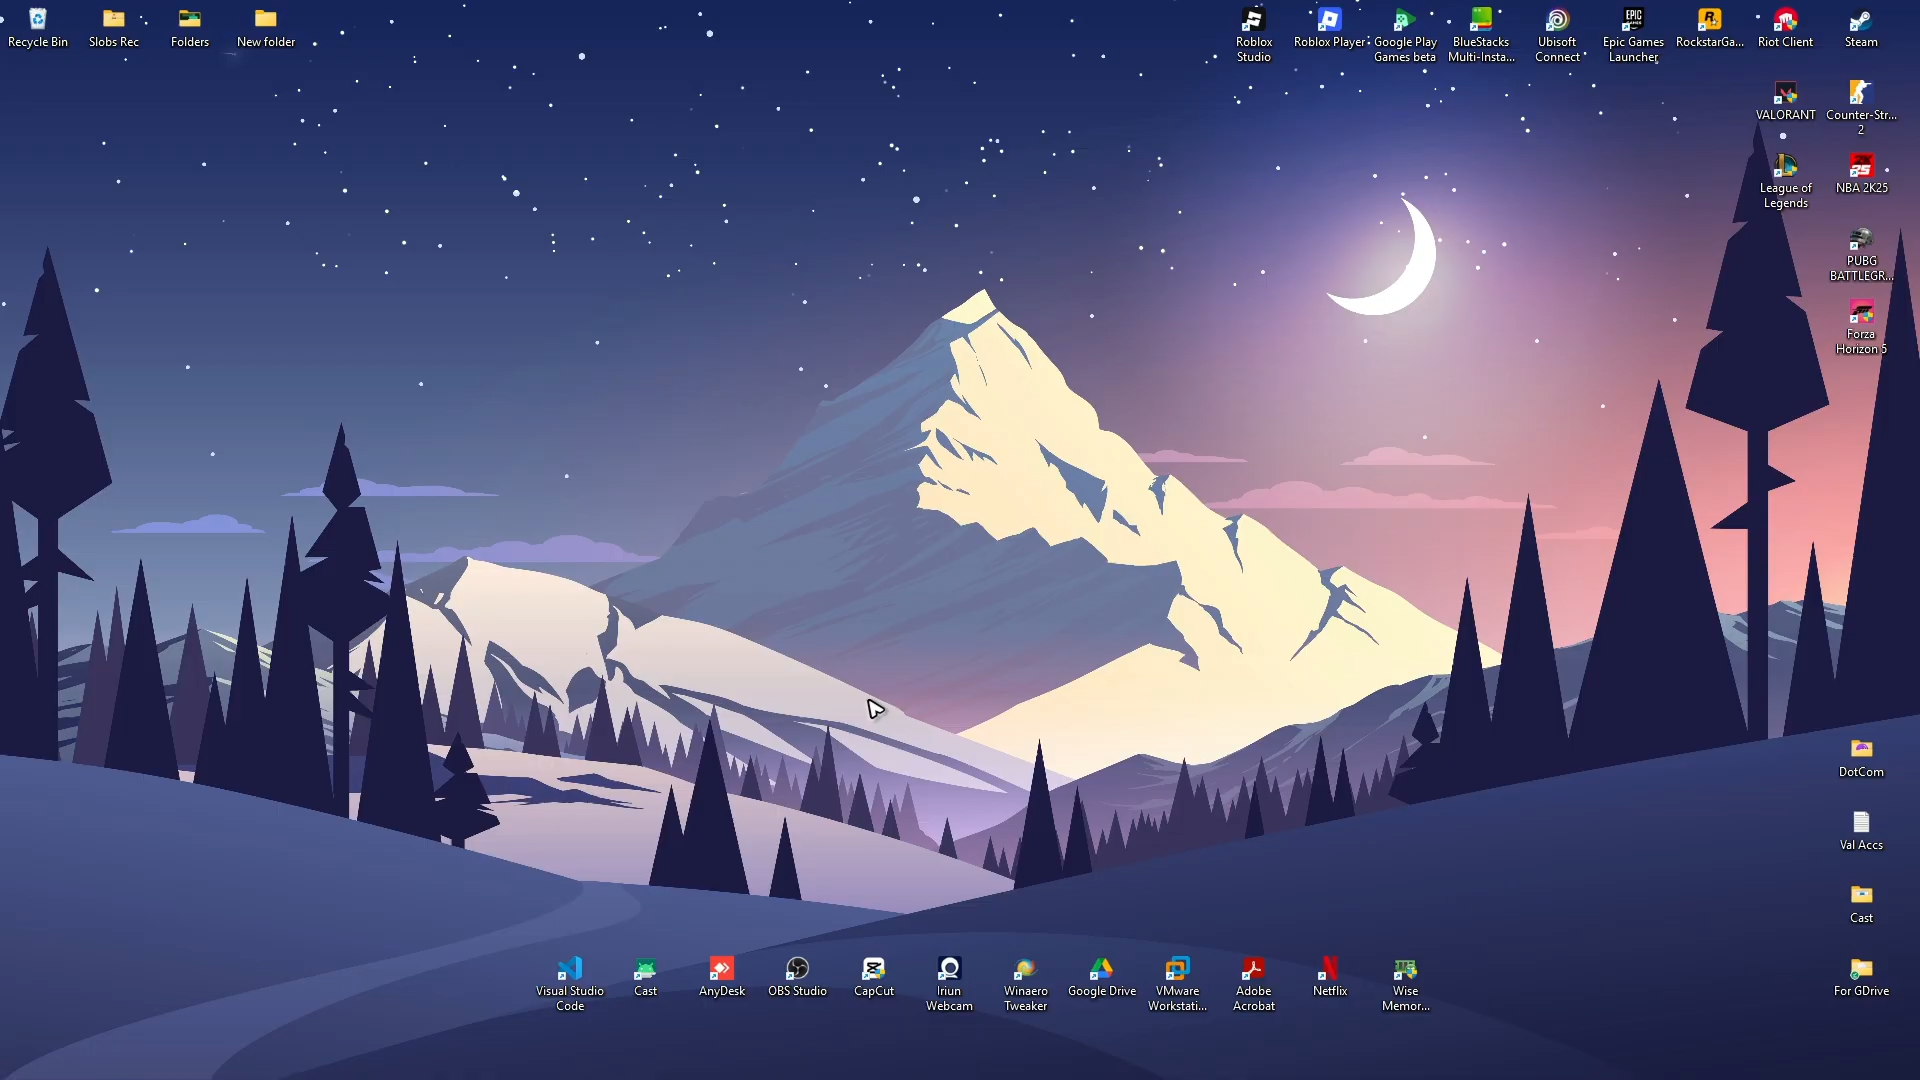 Recycle Bin
Slobs Rec
Folders
New folder
Roblox
Studio
Roblox Player
Google Play
Games beta
BlueStacks
Multi-Insta...
Ubisoft
Connect
EPIC
GAMES
Epic Games
Launcher
RockstarGa...
Riot Client
Steam
VALORANT
Counter-Str...
2
League of
Legends
25
NBA 2K25
PUBG
BATTLEGR...
Forza
Horizon 5
DotCom
Val Accs
Cast
For GDrive
Visual Studio
Code
Cast
AnyDesk
OBS Studio
CapCut
Iriun
Webcam
Winaero
Tweaker
Google Drive
VMware
Workstati...
Adobe
Acrobat
Netflix
Wise
Memor...